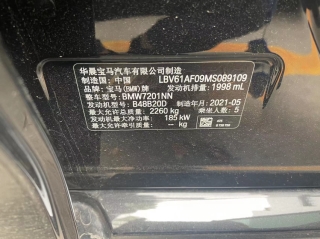 华晨宝马汽车有限公司制造
制造国: 中国 LBV61AF09MS089109
品牌: 宝马(BMW)牌 发动机排量: 1998 mL
整车型号: BMW7201NN
发动机型号: B48B20D 制造年月: 2021-05
最大允许总质量: 2260 kg 乘坐人数: 5
发动机最大净功率: 185 kW
最大允许牵引质量: kg